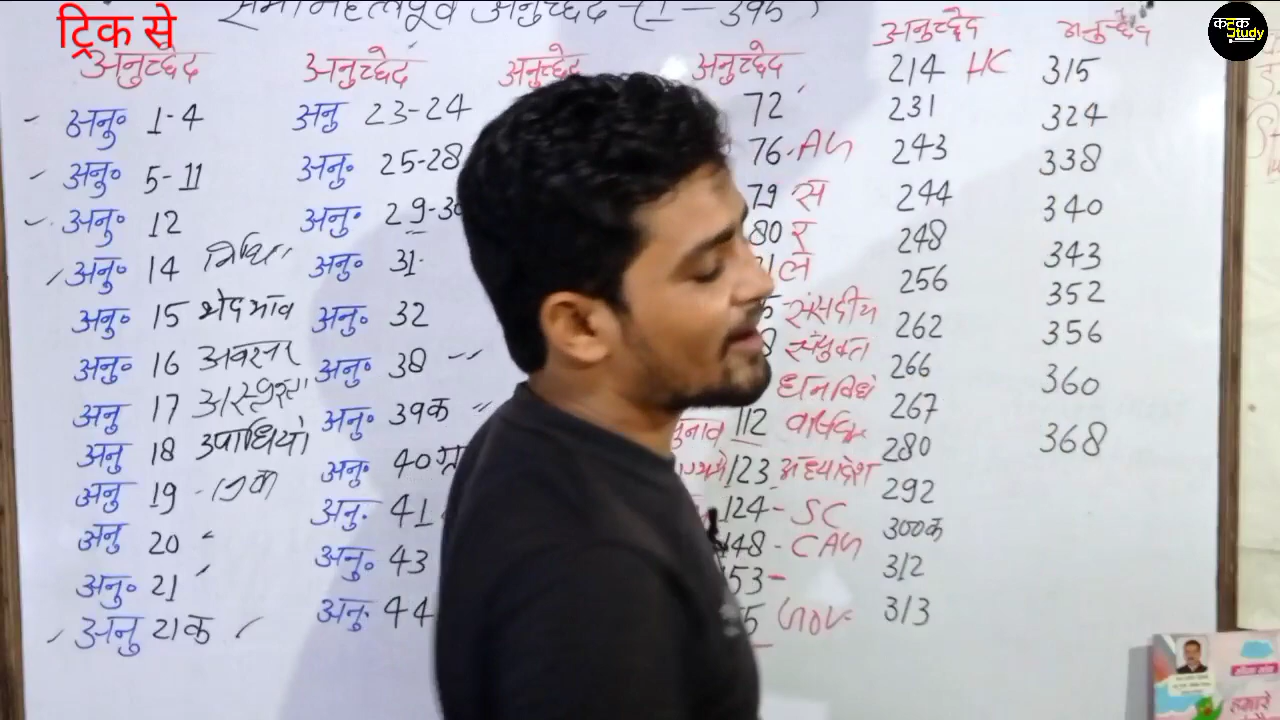 ट्रिक से
अनुच्छेद
अनु० 1-4
अनु० 5-11
अनु० 12
अनु० 14
अनु० 15 भेदभाव
अनु० 16 अवसर
अनु 17
अनु 18 उपाधियों
अनु 19
अनु 20 "
अनु० 21
अनु 21क
अनुच्छेद
अनु 23-24
अनु० 25-28
अनु० 29-30
अनु० 31
अनु० 32
अनु० 38
अनु० 39क "
अनु० 40
अनु० 41
अनु० 43
अनु० 44
अनुच्छेद
अनुच्छेद
72
76. AG
79 स
80 र
ल
संसदीय
संयुक्त
धन विधे
112
123 अध्यादेश
124 - SC
148 - CAG
153 -
Gov.
अनुच्छेद
214 HC
231
243
244
248
256
262
266
267
280
292
300क
312
313
अनुच्छेद
315
324
338
340
343
352
356
360
368
कटक
Study